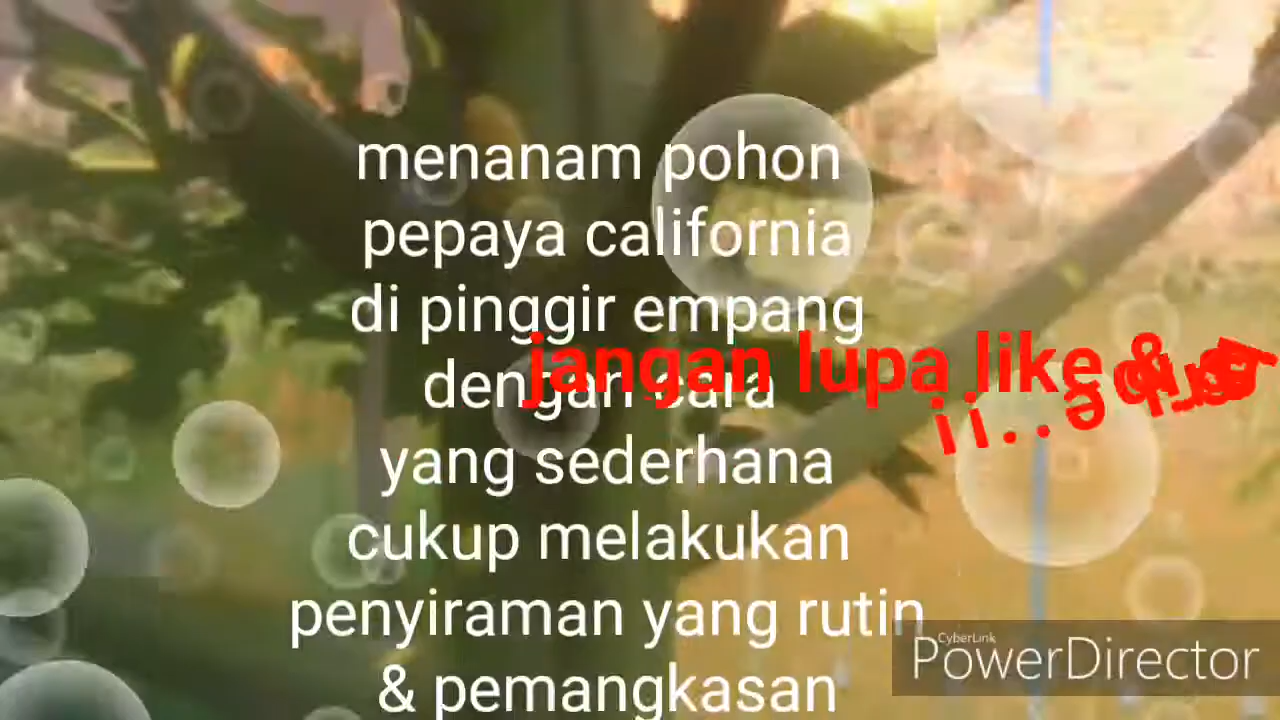 menanam pohon
pepaya california
di pinggir empang
dengan cara
yang sederhana
cukup melakukan
penyiraman yang rutin
& pemangkasan
jangan lupa like &
CyberLink
PowerDirector